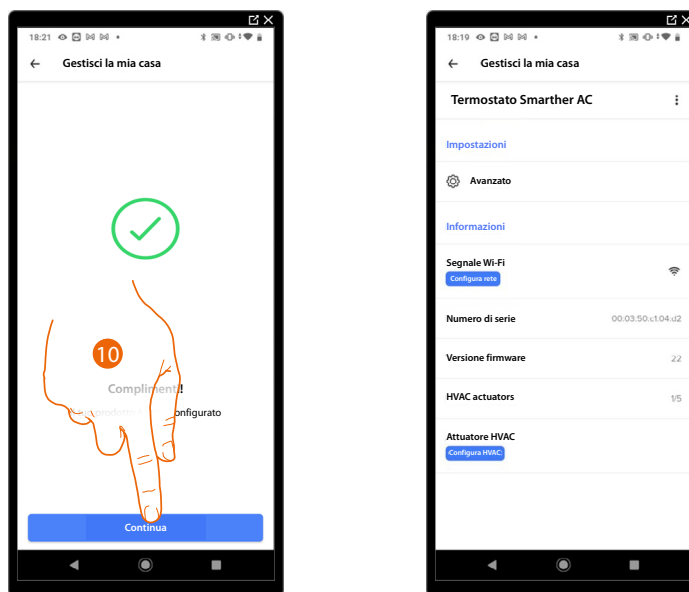 18:21
Gestisci la mia casa
10
Complimenti!
prodotto configurato
Continua
18:19
Gestisci la mia casa
Termostato Smarther AC
Impostazioni
Avanzato
Informazioni
Segnale Wi-Fi
Configura rete
Numero di serie
00:03:50:c1:04:d2
Versione firmware
22
HVAC actuators
1/5
Attuatore HVAC
Configura HVAC